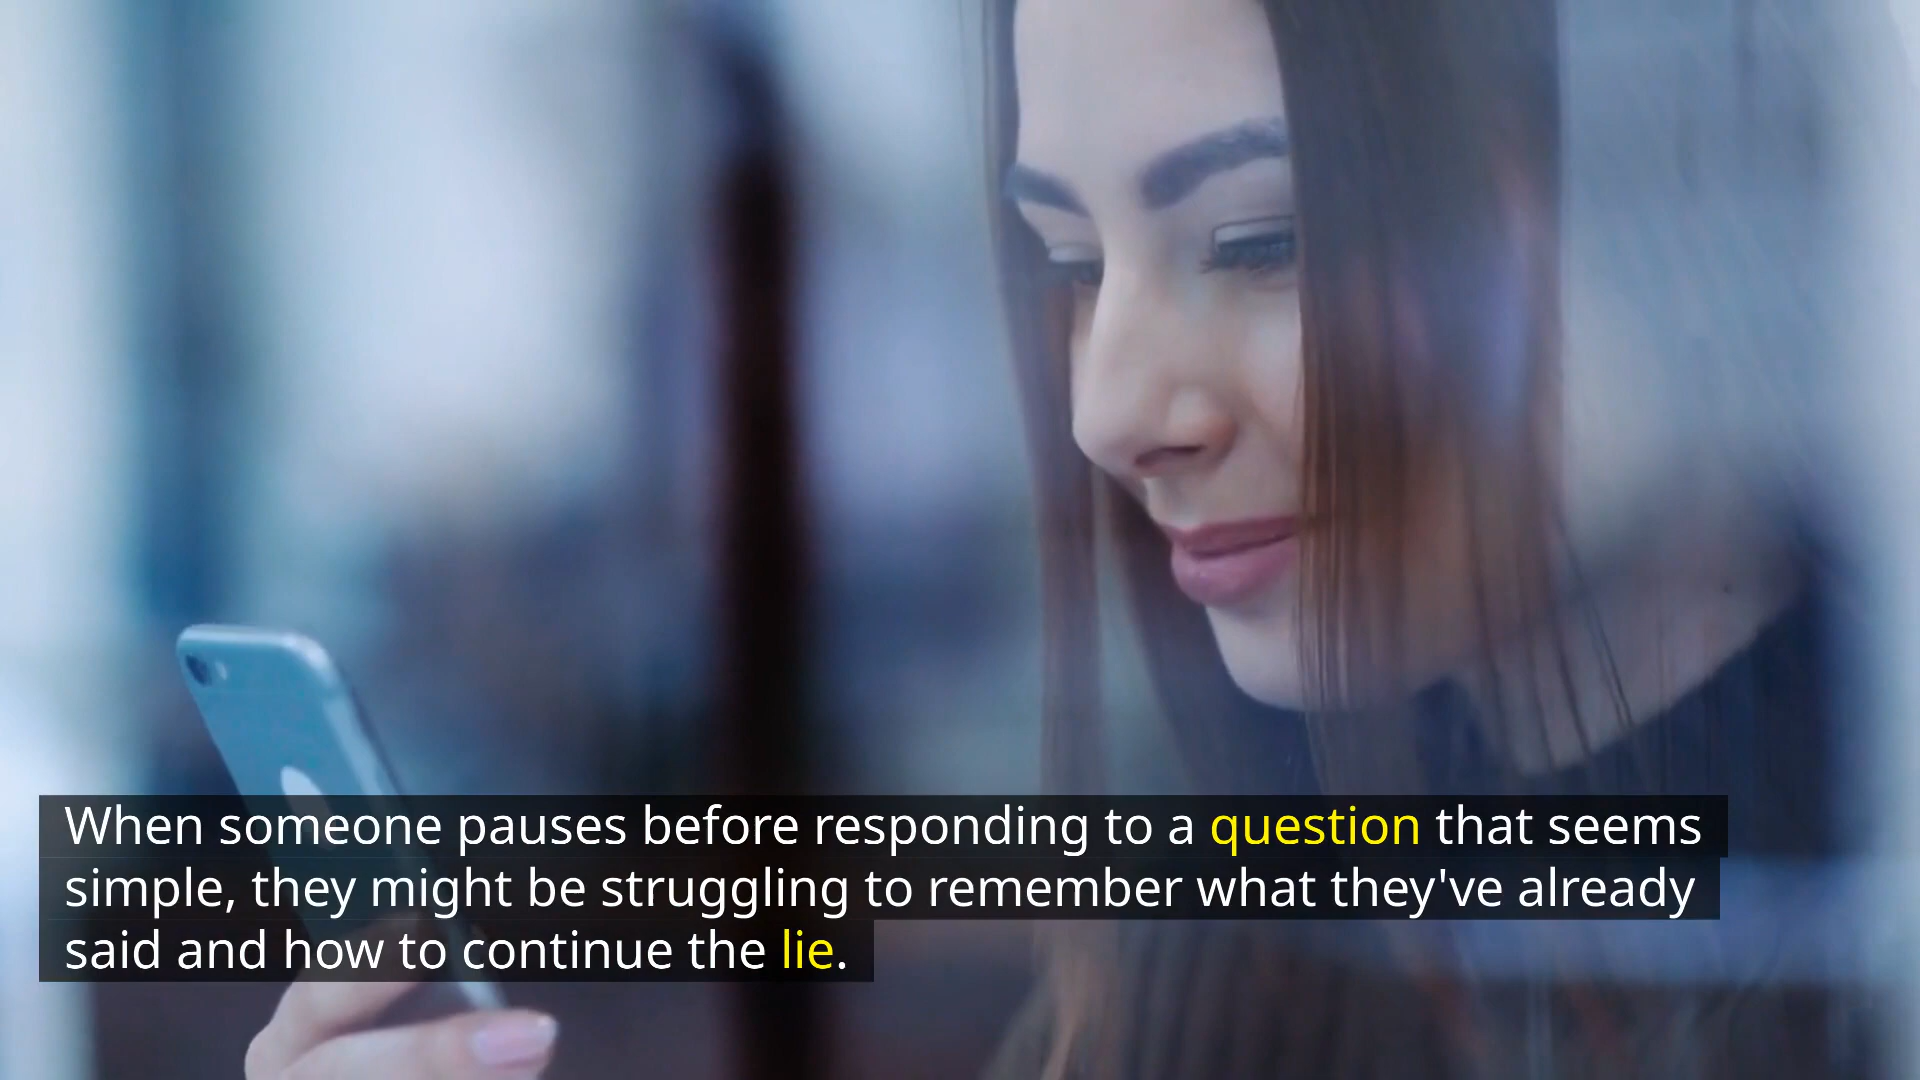 When someone pauses before responding to a question that seems
simple, they might be struggling to remember what they've already
said and how to continue the lie.